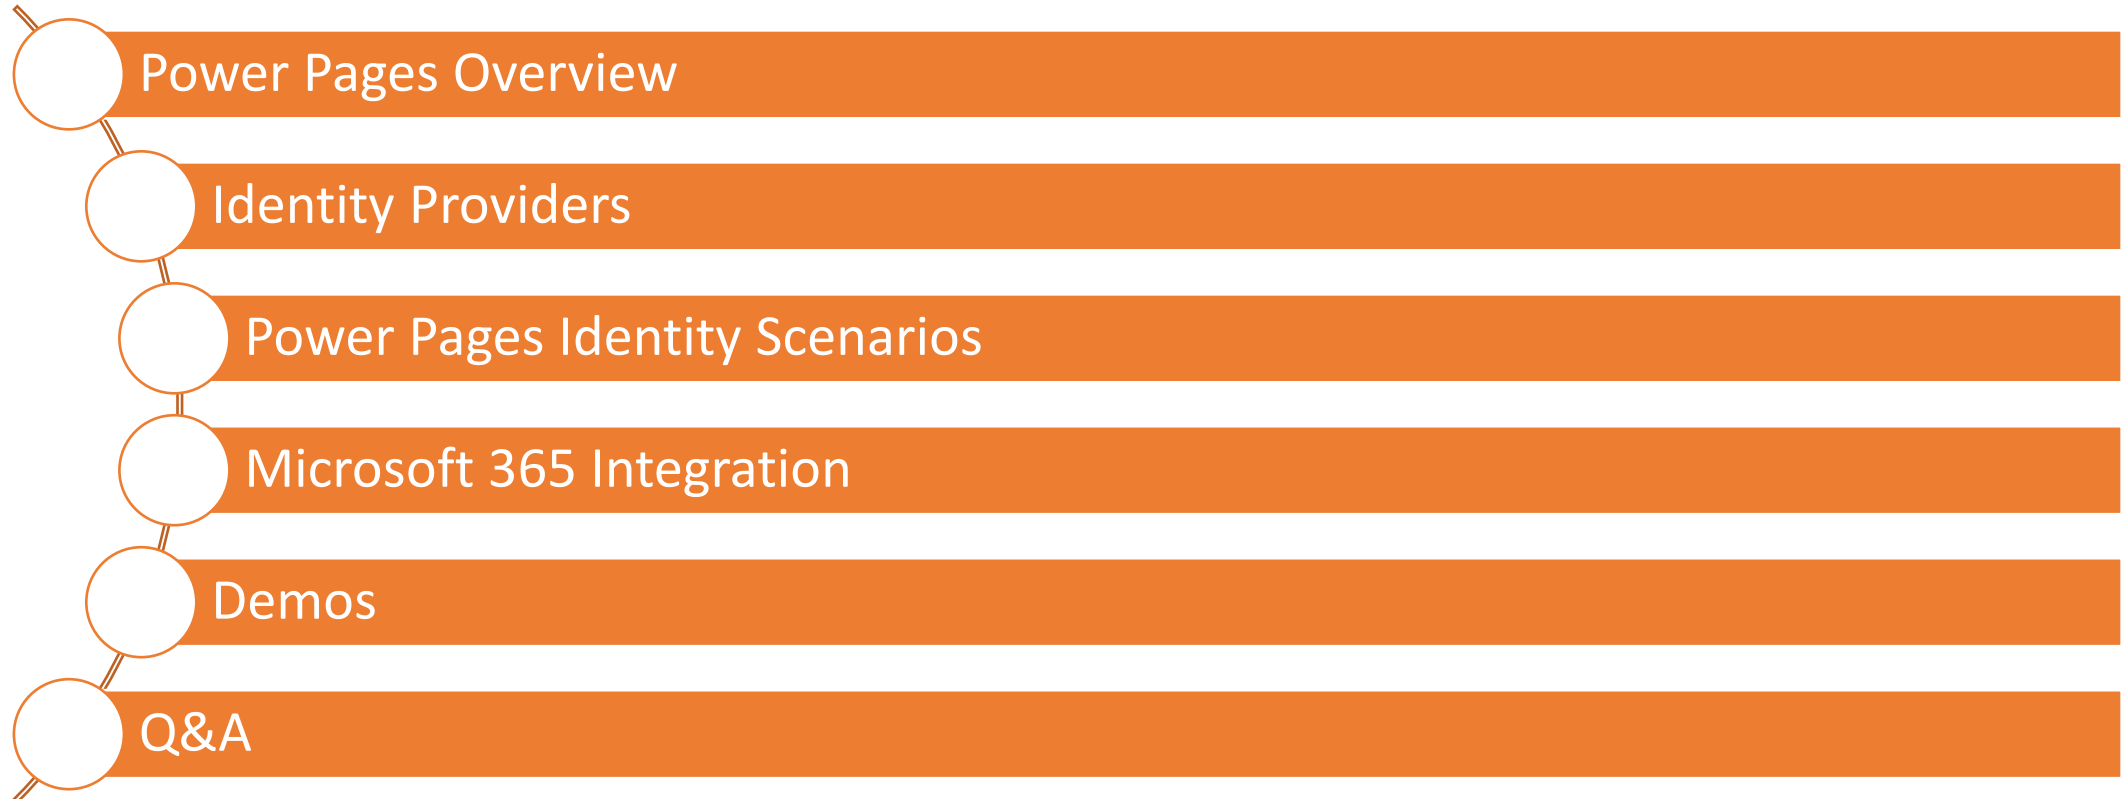 Power Pages Overview
Identity Providers
Power Pages Identity Scenarios
Microsoft 365 Integration
Demos
Q&A